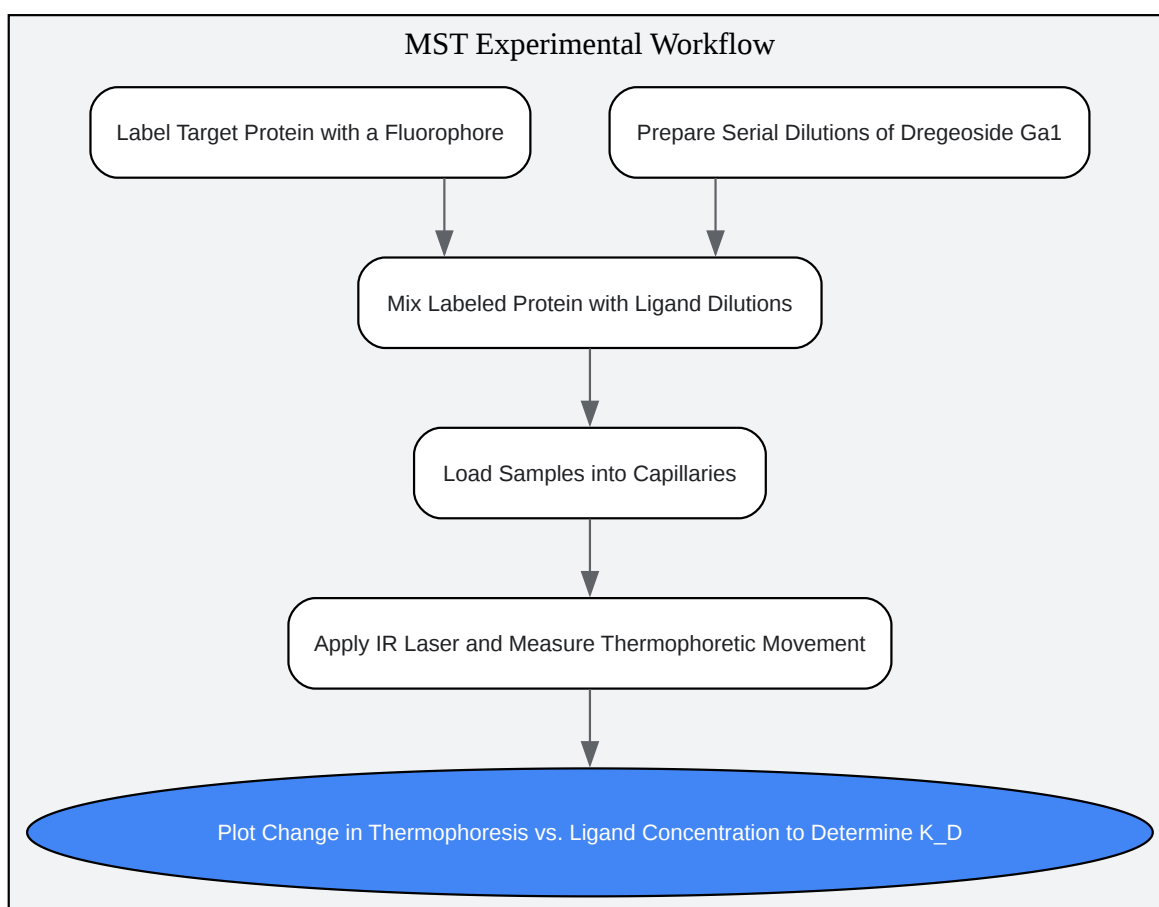 MST Experimental Workflow
Label Target Protein with a Fluorophore
Prepare Serial Dilutions of Dregeoside Ga1
Mix Labeled Protein with Ligand Dilutions
Load Samples into Capillaries
Apply IR Laser and Measure Thermophoretic Movement
Plot Change in Thermophoresis vs. Ligand Concentration to Determine K_D